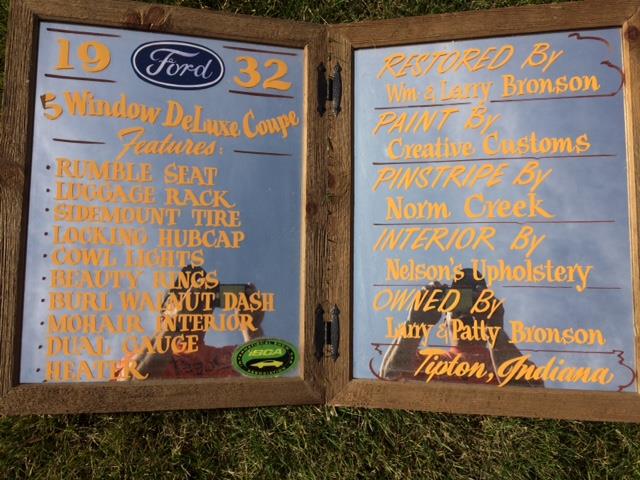 19 Ford 32
5 Window DeLuxe Coupe
Features:
· RUMBLE SEAT
· LUGGAGE RACK
· SIDEMOUNT TIRE
· LOCKING HUBCAP
· COWL LIGHTS
· BEAUTY RINGS
· BURL WALNUT DASH
· MOHAIR INTERIOR
· DUAL GAUGE
· HEATER
ISCA
RESTORED By
Wm & Larry Bronson
PAINT By
Creative Customs
PINSTRIPE By
Norm Creek
INTERIOR By
Nelson's Upholstery
OWNED By
Larry & Patty Bronson
Tipton, Indiana